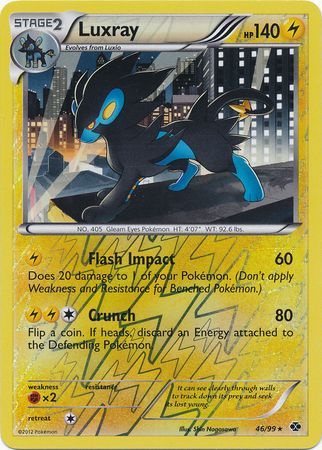 STAGE2
Luxray
HP140
Evolves from Luxio
NO. 405 Gleam Eyes Pokémon HT: 4'07" WT: 92.6 lbs.
Flash Impact 60
Does 20 damage to 1 of your Pokémon. (Don't apply
Weakness and Resistance for Benched Pokémon.)
Crunch 80
Flip a coin. If heads, discard an Energy attached to
the Defending Pokémon.
weakness
resistance
×2
retreat
It can see clearly through walls
to track down its prey and seek
its lost young.
©2012 Pokémon
Illus. Shin Nagasawa
46/99